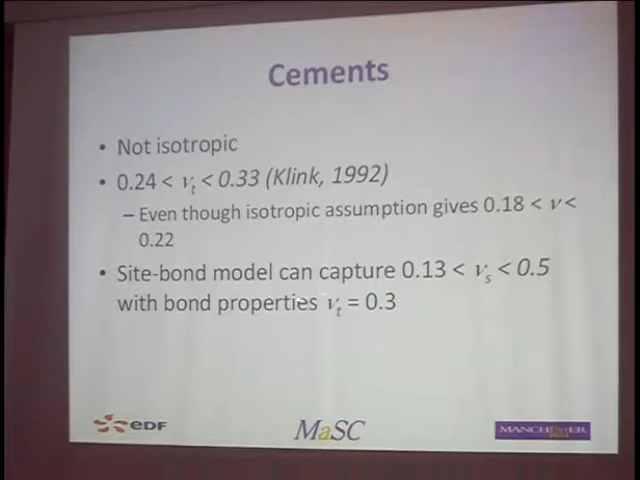 Cements
• Not isotropic
• 0.24 < νt < 0.33 (Klink, 1992)
– Even though isotropic assumption gives 0.18 < ν <
0.22
• Site-bond model can capture 0.13 < νs < 0.5
with bond properties νt = 0.3
eDF
MaSC
MANCHESTER